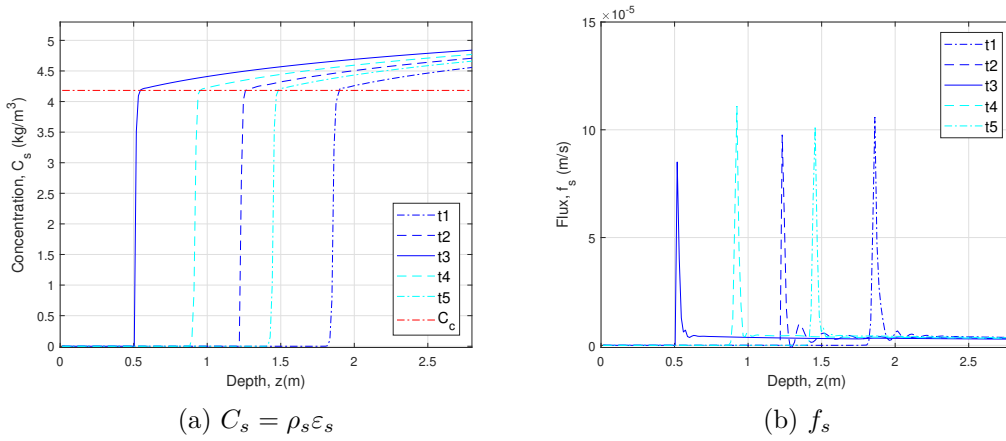 5
4.5
4
3.5
3
2.5
2
1.5
1
0.5
0
Concentration, C_s (kg/m³)
0 0.5 1 1.5 2 2.5
Depth, z(m)
t1
t2
t3
t4
t5
C_c
(a) C_s = ρ_sε_s
×10⁻⁵
15
10
5
0
Flux, f_s (m/s)
0 0.5 1 1.5 2 2.5
Depth, z(m)
t1
t2
t3
t4
t5
(b) f_s